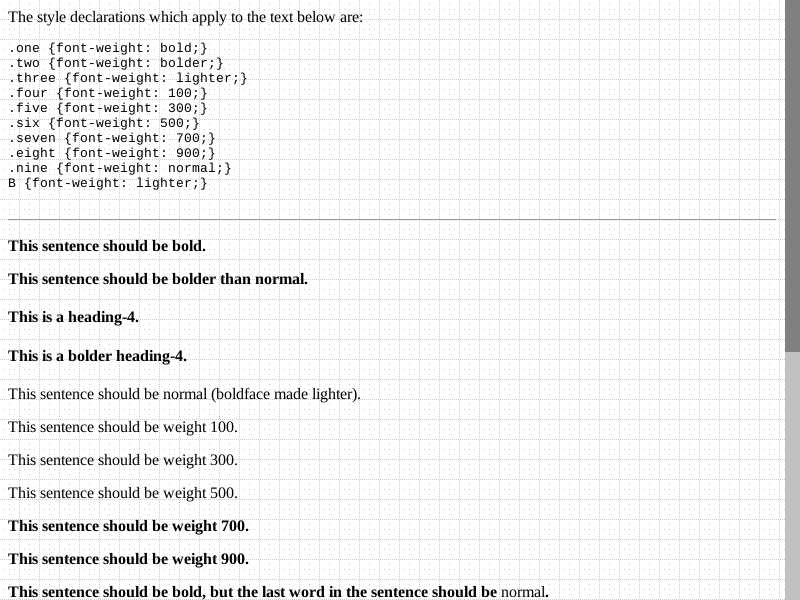 The style declarations which apply to the text below are:
.one {font-weight: bold;}
.two {font-weight: bolder;}
.three {font-weight: lighter;}
.four {font-weight: 100;}
.five {font-weight: 300;}
.six {font-weight: 500;}
.seven {font-weight: 700;}
.eight {font-weight: 900;}
.nine {font-weight: normal;}
B {font-weight: lighter;}
This sentence should be bold.
This sentence should be bolder than normal.
This is a heading-4.
This is a bolder heading-4.
This sentence should be normal (boldface made lighter).
This sentence should be weight 100.
This sentence should be weight 300.
This sentence should be weight 500.
This sentence should be weight 700.
This sentence should be weight 900.
This sentence should be bold, but the last word in the sentence should be normal.